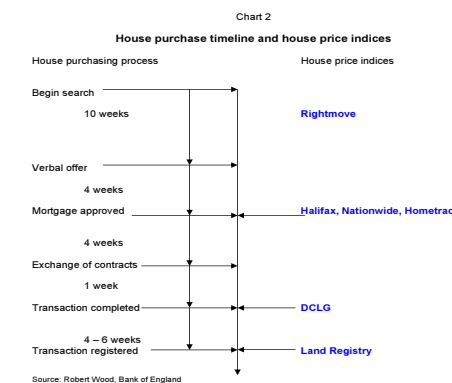 Chart 2
House purchase timeline and house price indices
House purchasing process House price indices
Begin search
10 weeks Rightmove
Verbal offer
4 weeks
Mortgage approved Halifax, Nationwide, Hometrac
4 weeks
Exchange of contracts
1 week
Transaction completed DCLG
4 – 6 weeks
Transaction registered Land Registry
Source: Robert Wood, Bank of England